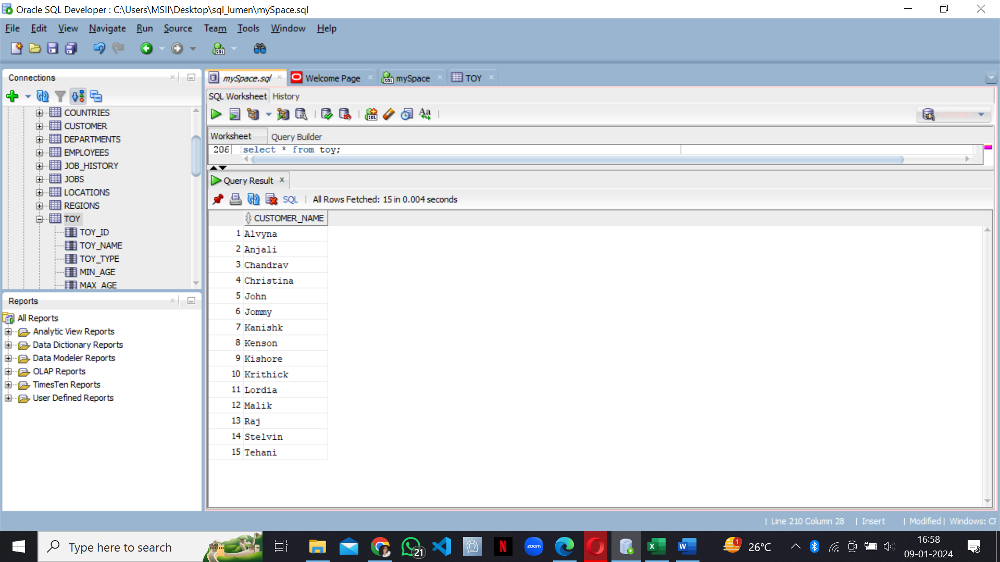 Oracle SQL Developer : C:\Users\MSII\Desktop\sql_lumen\mySpace.sql
File Edit View Navigate Run Source Team Tools Window Help
Connections
COUNTRIES
CUSTOMER
DEPARTMENTS
EMPLOYEES
JOB_HISTORY
JOBS
LOCATIONS
REGIONS
TOY
TOY_ID
TOY_NAME
TOY_TYPE
MIN_AGE
MAX_AGE
Reports
All Reports
Analytic View Reports
Data Dictionary Reports
Data Modeler Reports
OLAP Reports
TimesTen Reports
User Defined Reports
mySpace.sql Welcome Page mySpace TOY
SQL Worksheet History
Worksheet Query Builder
206 select * from toy;
Query Result
SQL | All Rows Fetched: 15 in 0.004 seconds
CUSTOMER_NAME
1 Alvyna
2 Anjali
3 Chandrav
4 Christina
5 John
6 Jommy
7 Kanishk
8 Kenson
9 Kishore
10 Krithick
11 Lordia
12 Malik
13 Raj
14 Stelvin
15 Tehani
| Line 210 Column 28 | Insert | Modified | Windows: CF
Type here to search
21
zoom
1 26°C
16:58
09-01-2024